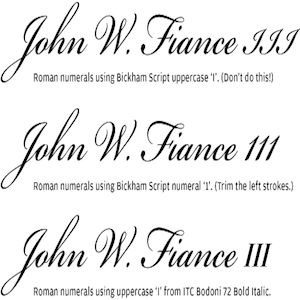 John W. Fiance III
Roman numerals using Bickham Script uppercase 'I'. (Don't do this!)
John W. Fiance 111
Roman numerals using Bickham Script numeral '1'. (Trim the left strokes.)
John W. Fiance III
Roman numerals using uppercase 'I' from ITC Bodoni 72 Bold Italic.